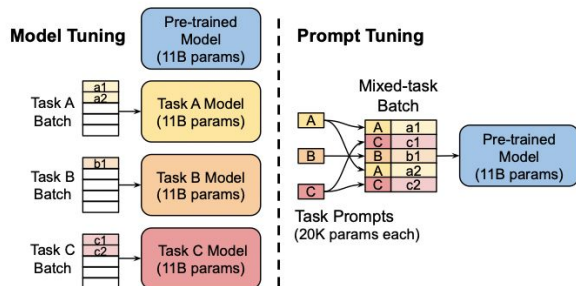 Model Tuning
Pre-trained
Model
(11B params)
Task A
Batch
a1
a2
Task A Model
(11B params)
Task B
Batch
b1
Task B Model
(11B params)
Task C
Batch
c1
c2
Task C Model
(11B params)
Prompt Tuning
Mixed-task
Batch
A
B
C
A a1
C c1
B b1
A a2
C c2
Task Prompts
(20K params each)
Pre-trained
Model
(11B params)